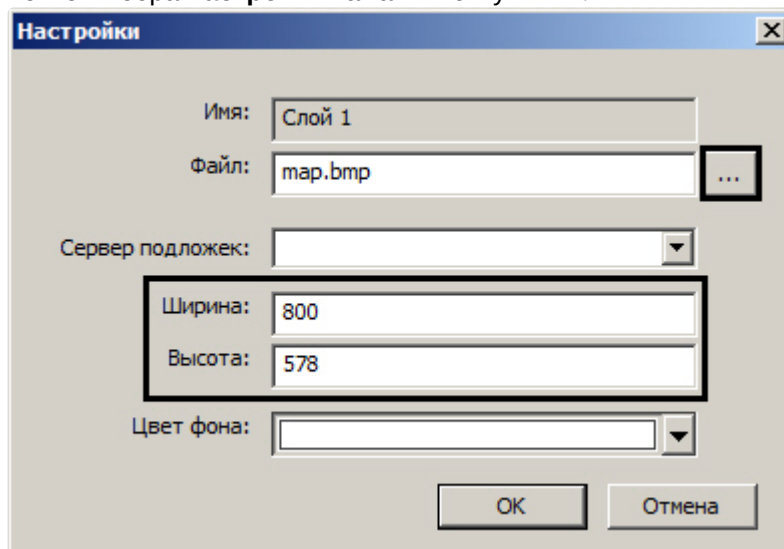 Настройки
Имя: Слой 1
Файл: map.bmp ...
Сервер подложек:
Ширина: 800
Высота: 578
Цвет фона:
OK Отмена